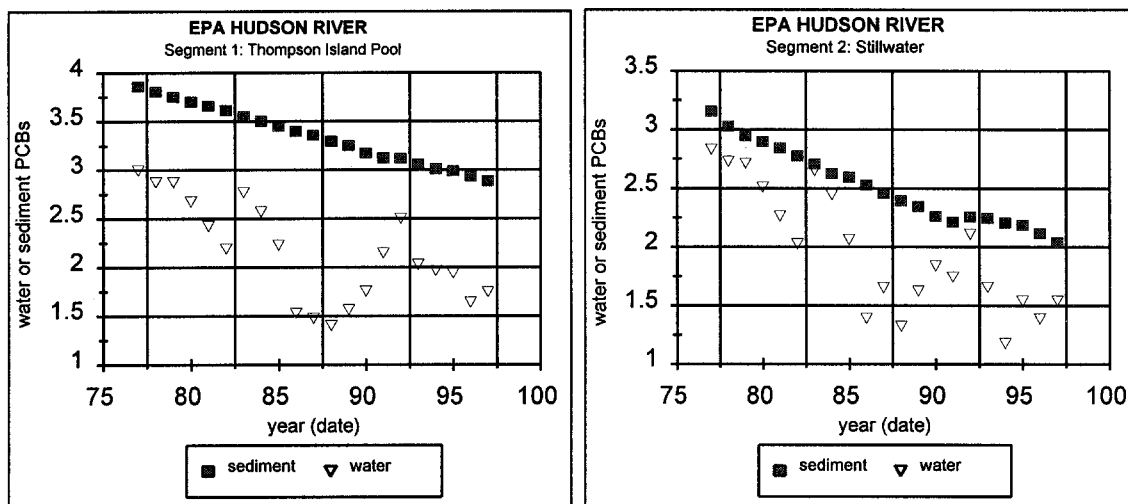 EPA HUDSON RIVER
Segment 1: Thompson Island Pool
water or sediment PCBs
4
3.5
3
2.5
2
1.5
1
75 80 85 90 95 100
year (date)
sediment water
EPA HUDSON RIVER
Segment 2: Stillwater
water or sediment PCBs
3.5
3
2.5
2
1.5
1
75 80 85 90 95 100
year (date)
sediment water